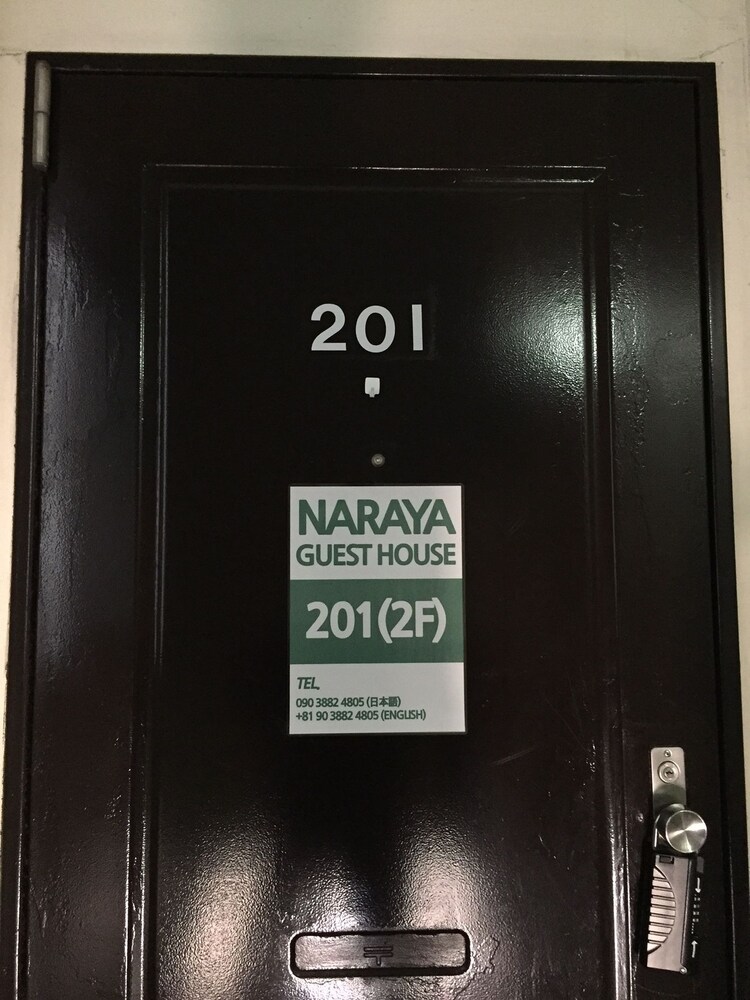 201
NARAYA
GUEST HOUSE
201(2F)
TEL.
090 3882 4805 (日本語)
+81 90 3882 4805 (ENGLISH)
〒